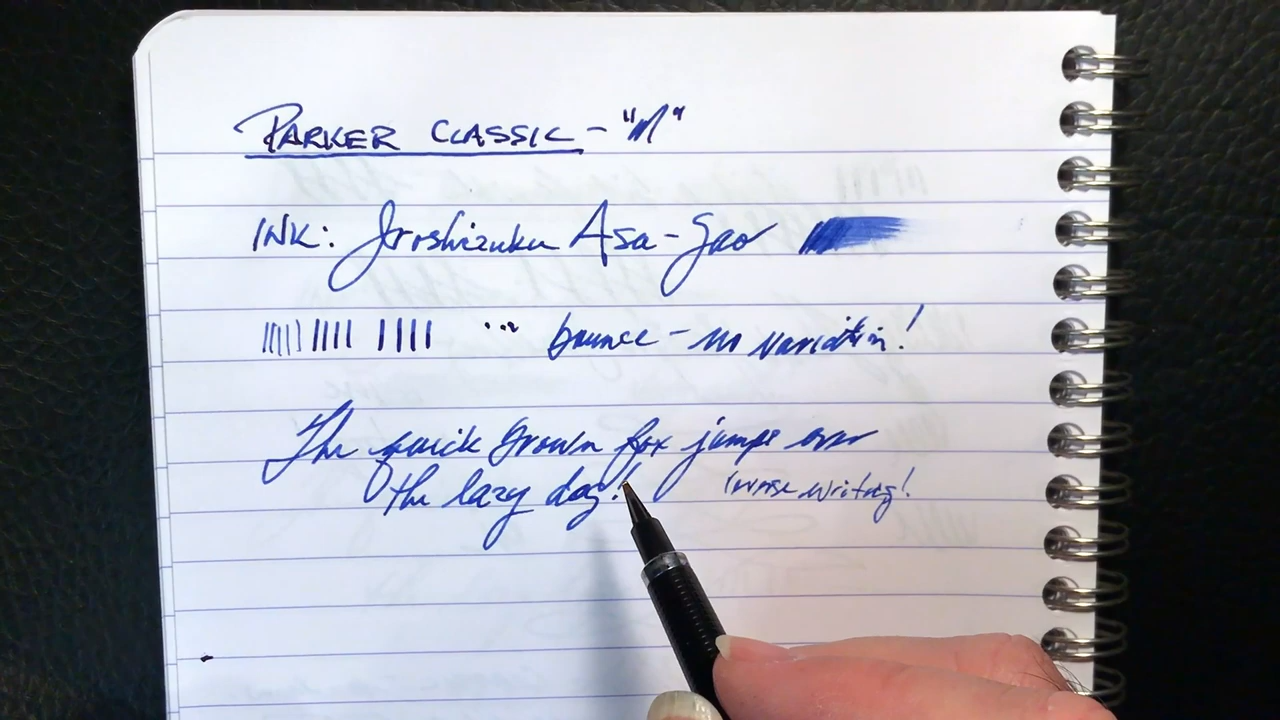 PARKER CLASSIC - "M"
INK: Iroshizuku Asa-Gao
... bounce - no variation!
The quick brown fox jumps over
the lazy dog! Inverse writing!